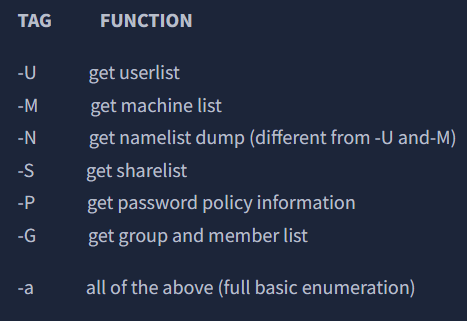 TAG FUNCTION
-U get userlist
-M get machine list
-N get namelist dump (different from -U and-M)
-S get sharelist
-P get password policy information
-G get group and member list
-a all of the above (full basic enumeration)